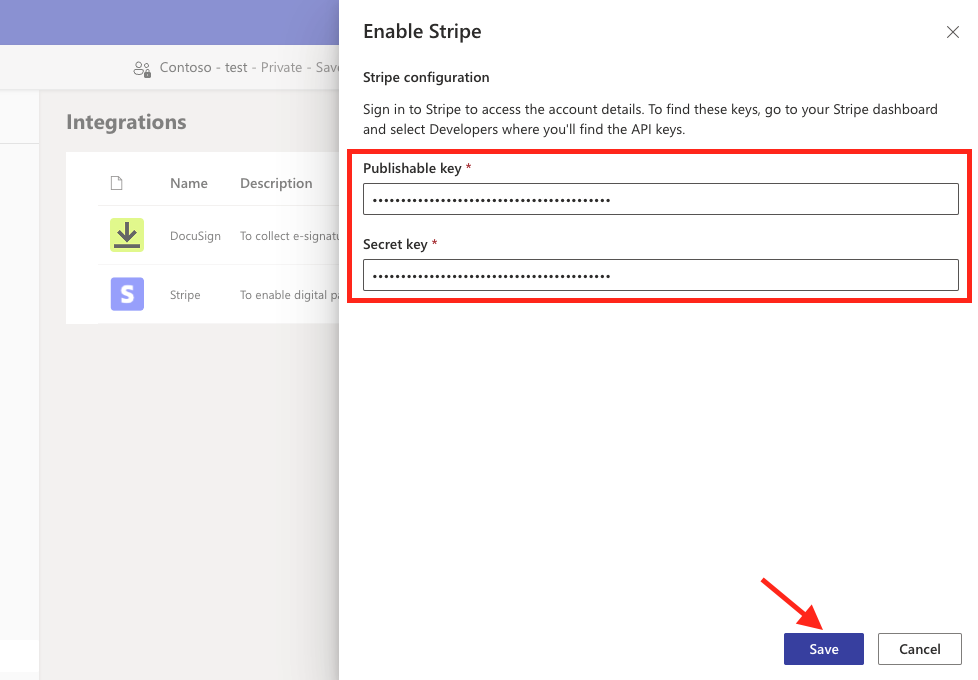 Enable Stripe
Contoso - test - Private - Save
Stripe configuration
Sign in to Stripe to access the account details. To find these keys, go to your Stripe dashboard
and select Developers where you'll find the API keys.
Integrations
Publishable key *
••••••••••••••••••••••••••••••••••••••••••
Secret key *
••••••••••••••••••••••••••••••••••••••••••
Name Description
DocuSign To collect e-signatu
S Stripe To enable digital pa
Save Cancel